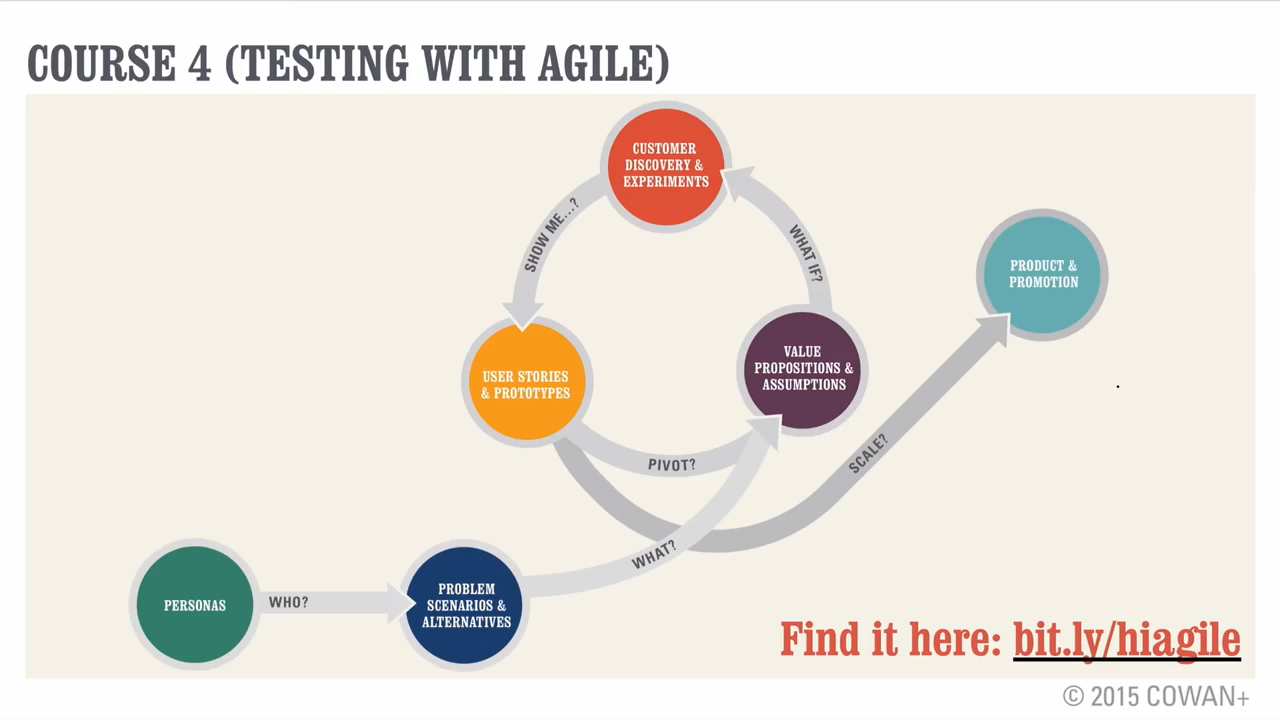 COURSE 4 (TESTING WITH AGILE)
CUSTOMER
DISCOVERY &
EXPERIMENTS
SHOW ME...?
WHAT IF?
PRODUCT &
PROMOTION
USER STORIES
& PROTOTYPES
VALUE
PROPOSITIONS &
ASSUMPTIONS
PIVOT?
SCALE?
WHAT?
PERSONAS
WHO?
PROBLEM
SCENARIOS &
ALTERNATIVES
Find it here: bit.ly/hiagile
© 2015 COWAN+